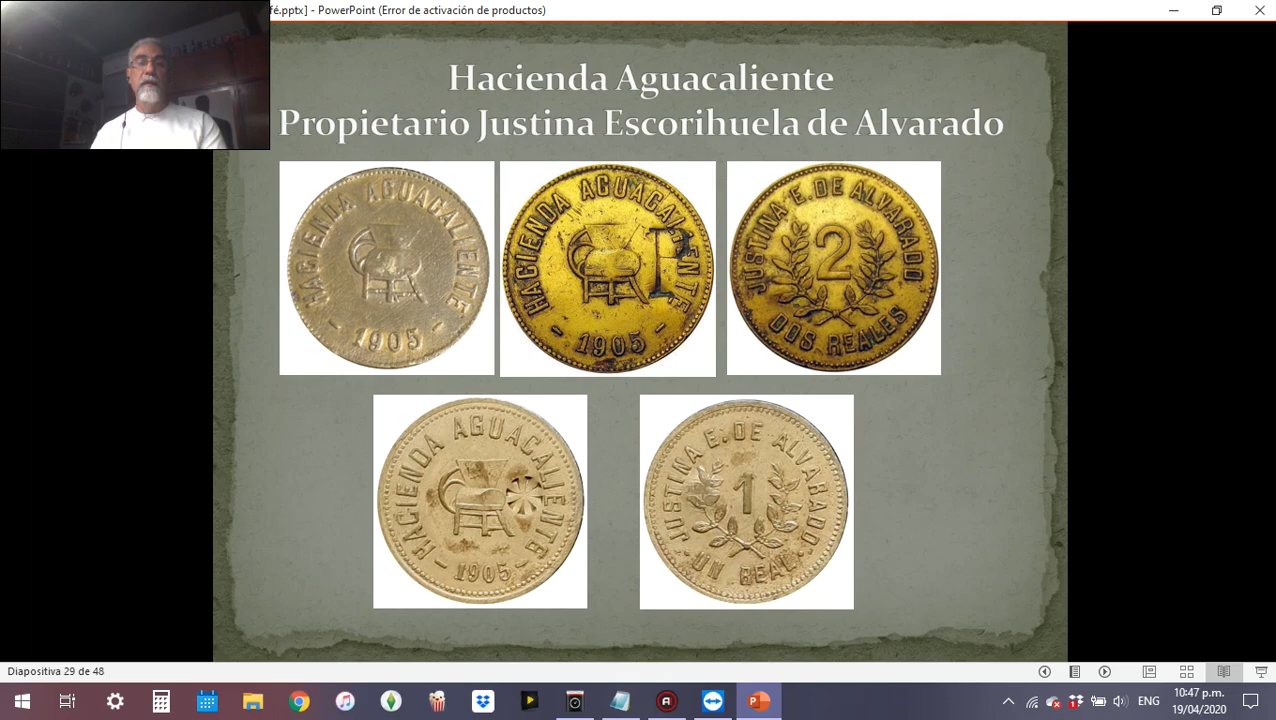 fé.pptx] - PowerPoint (Error de activación de productos)
Hacienda Aguacaliente
Propietario Justina Escorihuela de Alvarado
HACIENDA AGUACALIENTE
- 1905 -
HACIENDA AGUACALIENTE
- 1905 -
JUSTINA E. DE ALVARADO
2
DOS REALES
HACIENDA AGUACALIENTE
- 1905 -
JUSTINA E. DE ALVARADO
1
UN REAL
Diapositiva 29 de 48
ENG
10:47 p.m.
19/04/2020